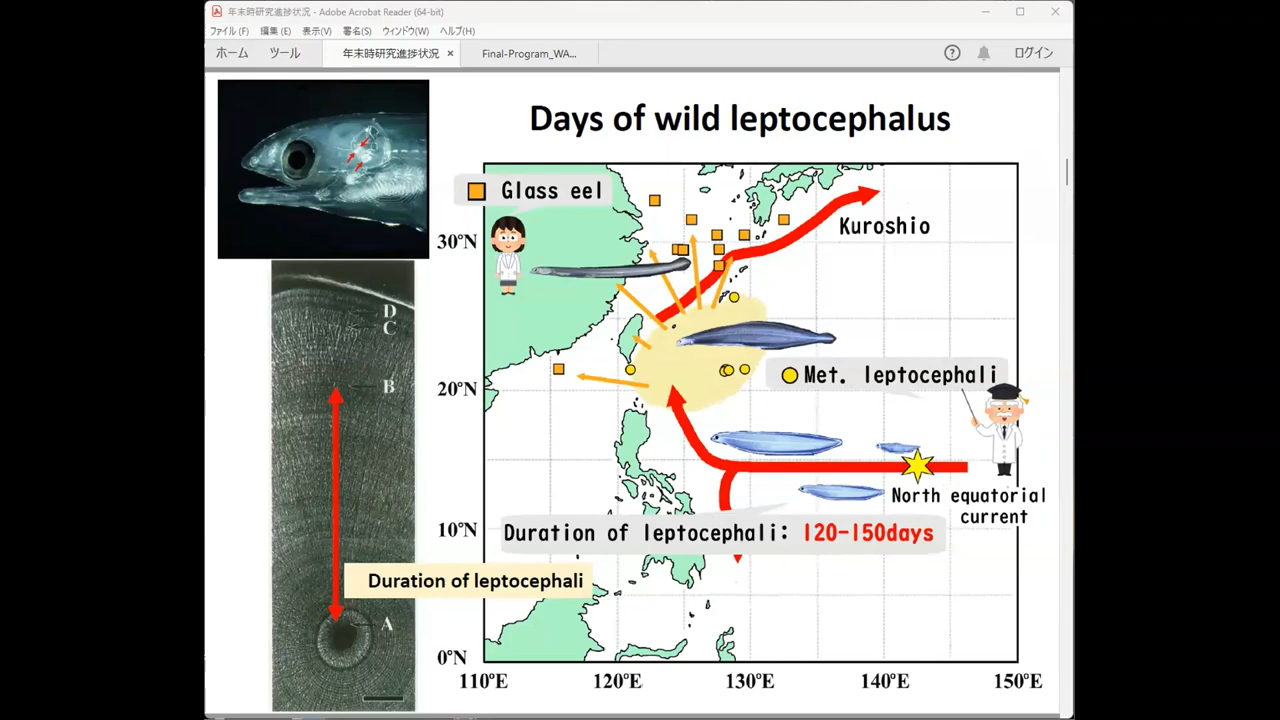 年末時研究進捗状況 - Adobe Acrobat Reader (64-bit)
ファイル (F) 編集 (E) 表示(V) 署名(S) ウィンドウ(W) ヘルプ(H)
ホーム ツール 年末時研究進捗状況 × Final-Program_WA... ログイン
Days of wild leptocephalus
Glass eel
Kuroshio
30°N
D
C
B
20°N
Met. leptocephali
North equatorial
current
10°N
Duration of leptocephali: 120-150days
Duration of leptocephali
A
0°N
110°E 120°E 130°E 140°E 150°E